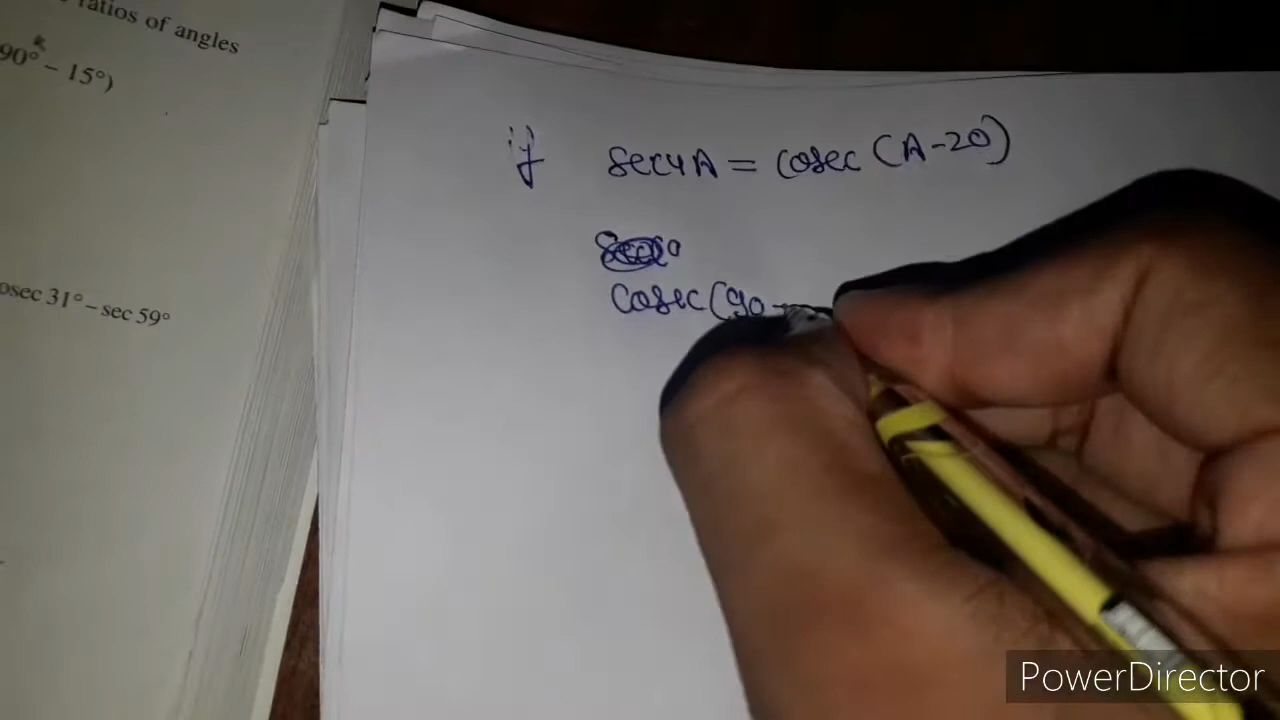 ratios of angles
90° - 15°)
osec 31° – sec 59°
if sec4A = cosec (A-20)
cosec (90 -
PowerDirector